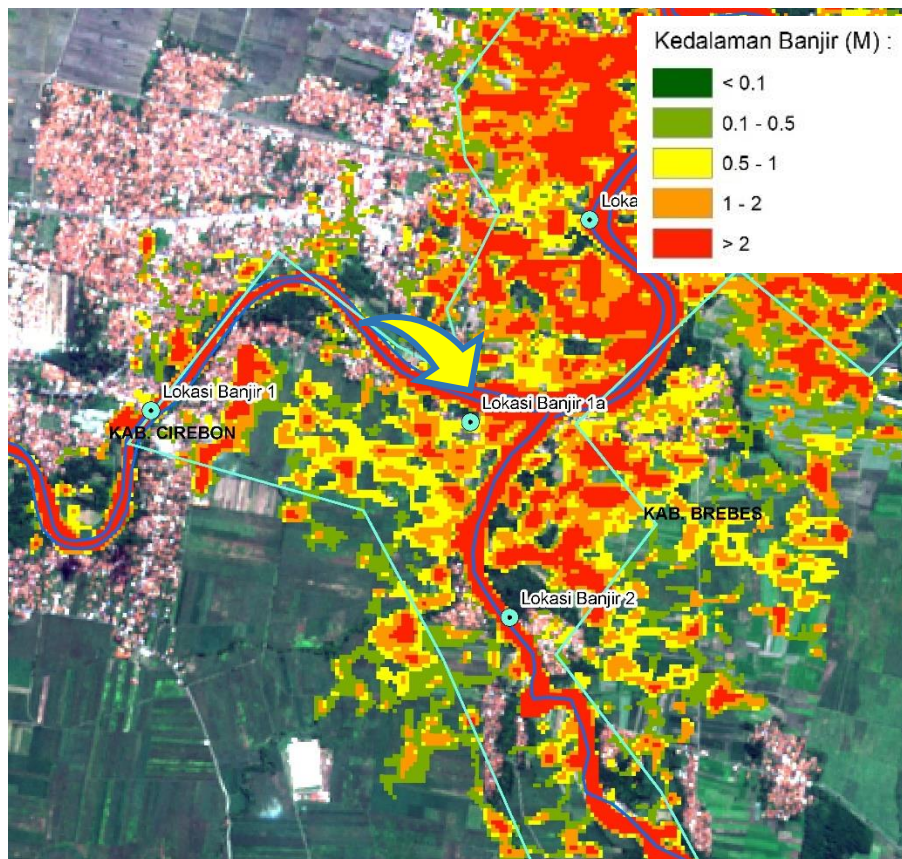 Kedalaman Banjir (M) :
< 0.1
0.1 - 0.5
0.5 - 1
1 - 2
> 2
Loka
Lokasi Banjir 1
KAB. CIREBON
Lokasi Banjir 1a
KAB. BREBES
Lokasi Banjir 2